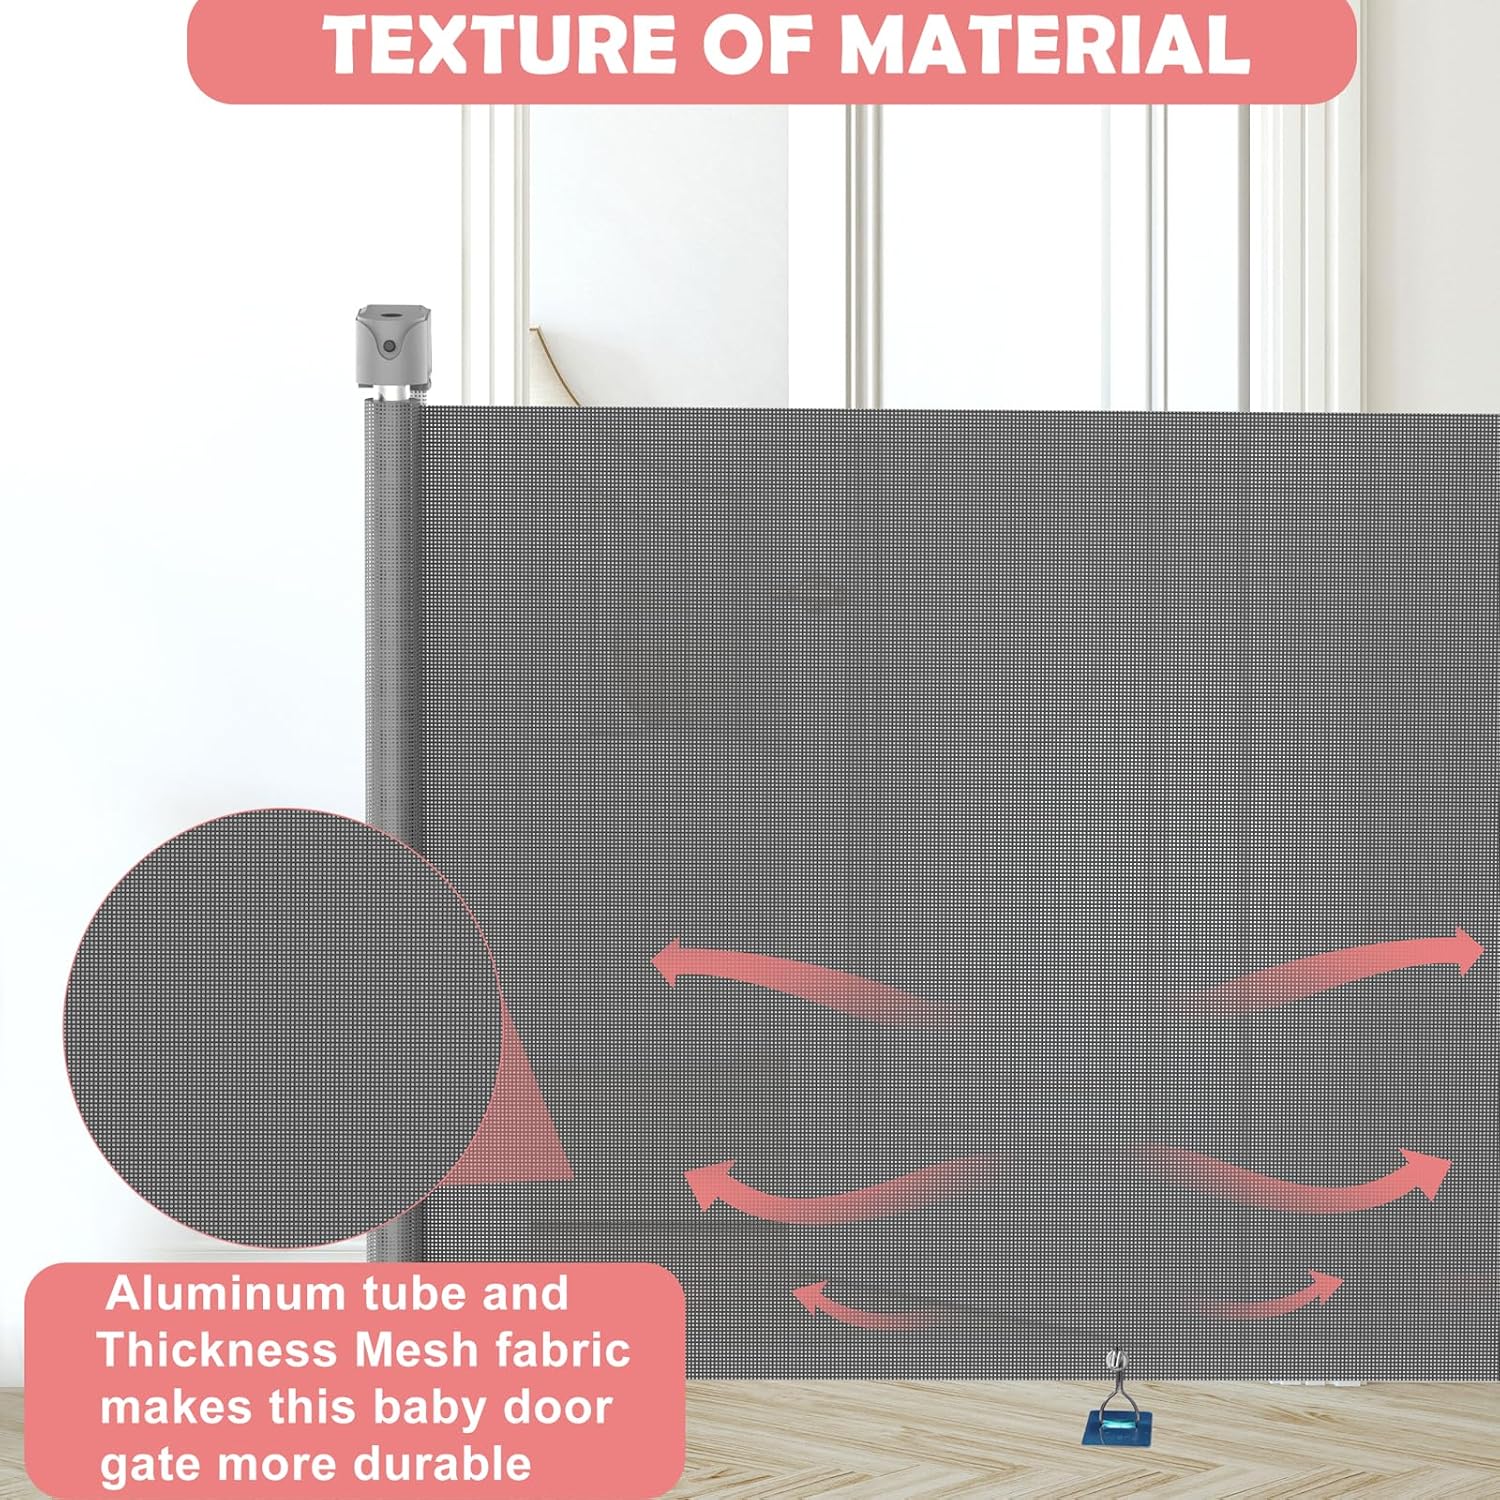 TEXTURE OF MATERIAL
Aluminum tube and
Thickness Mesh fabric
makes this baby door
gate more durable